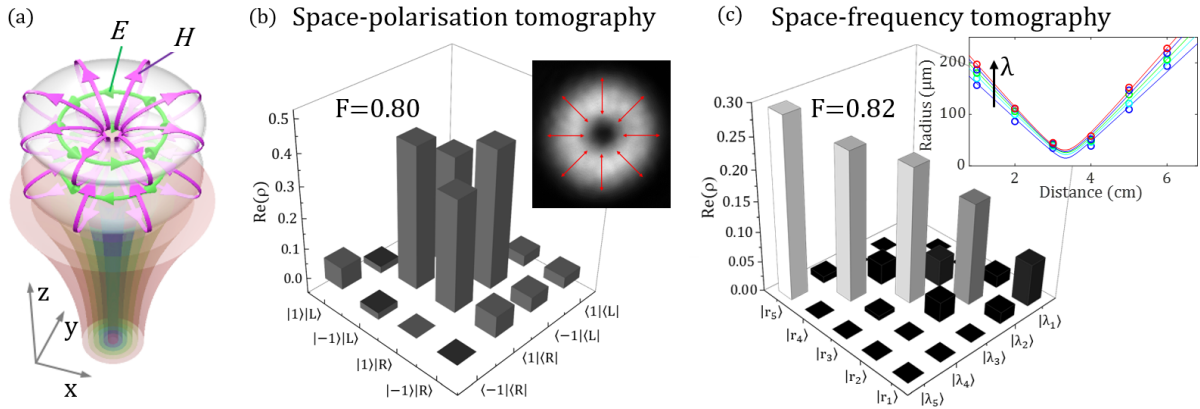 (a)
E
H
z
y
x
(b) Space-polarisation tomography
F=0.80
Re(ρ)
0.5
0.4
0.3
0.2
0.1
0.0
|1⟩|L⟩
|−1⟩|L⟩
|1⟩|R⟩
|−1⟩|R⟩
⟨1|⟨L|
⟨−1|⟨L|
⟨1|⟨R|
⟨−1|⟨R|
(c) Space-frequency tomography
F=0.82
Re(ρ)
0.30
0.25
0.20
0.15
0.10
0.05
0.00
|r₅⟩
|r₄⟩
|r₃⟩
|r₂⟩
|r₁⟩
|λ₁⟩
|λ₂⟩
|λ₃⟩
|λ₄⟩
|λ₅⟩
Radius (μm)
200
100
0
λ
2 4 6
Distance (cm)